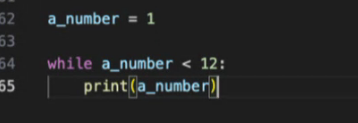 62 a_number = 1
63
64 while a_number < 12:
65     print(a_number)